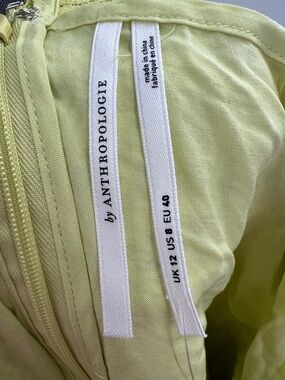 by ANTHROPOLOGIE
made in china
fabriqué en chine
UK 12 US 8 EU 40